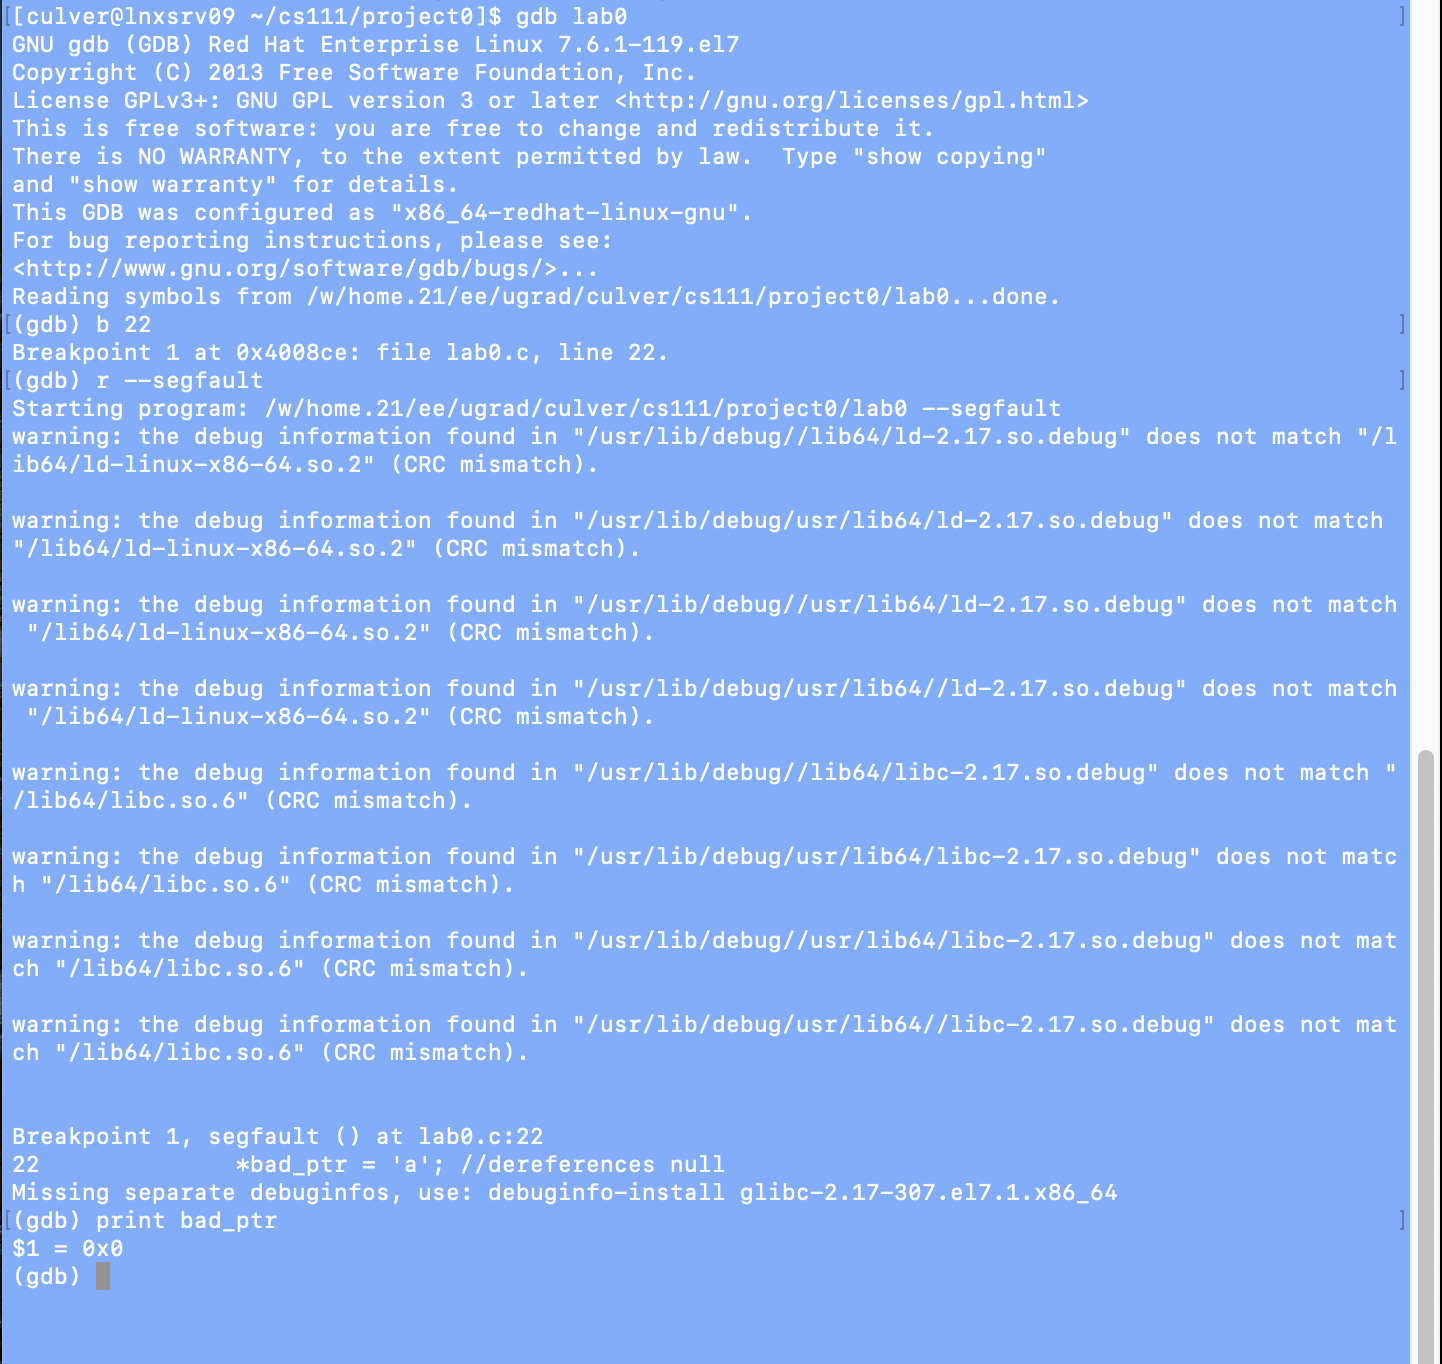 [[culver@lnxsrv09 ~/cs111/project0]$ gdb lab0 ]
GNU gdb (GDB) Red Hat Enterprise Linux 7.6.1-119.el7
Copyright (C) 2013 Free Software Foundation, Inc.
License GPLv3+: GNU GPL version 3 or later <http://gnu.org/licenses/gpl.html>
This is free software: you are free to change and redistribute it.
There is NO WARRANTY, to the extent permitted by law.  Type "show copying"
and "show warranty" for details.
This GDB was configured as "x86_64-redhat-linux-gnu".
For bug reporting instructions, please see:
<http://www.gnu.org/software/gdb/bugs/>...
Reading symbols from /w/home.21/ee/ugrad/culver/cs111/project0/lab0...done.
[(gdb) b 22 ]
Breakpoint 1 at 0x4008ce: file lab0.c, line 22.
[(gdb) r --segfault ]
Starting program: /w/home.21/ee/ugrad/culver/cs111/project0/lab0 --segfault
warning: the debug information found in "/usr/lib/debug//lib64/ld-2.17.so.debug" does not match "/l
ib64/ld-linux-x86-64.so.2" (CRC mismatch).

warning: the debug information found in "/usr/lib/debug/usr/lib64/ld-2.17.so.debug" does not match
"/lib64/ld-linux-x86-64.so.2" (CRC mismatch).

warning: the debug information found in "/usr/lib/debug//usr/lib64/ld-2.17.so.debug" does not match
 "/lib64/ld-linux-x86-64.so.2" (CRC mismatch).

warning: the debug information found in "/usr/lib/debug/usr/lib64//ld-2.17.so.debug" does not match
 "/lib64/ld-linux-x86-64.so.2" (CRC mismatch).

warning: the debug information found in "/usr/lib/debug//lib64/libc-2.17.so.debug" does not match "
/lib64/libc.so.6" (CRC mismatch).

warning: the debug information found in "/usr/lib/debug/usr/lib64/libc-2.17.so.debug" does not matc
h "/lib64/libc.so.6" (CRC mismatch).

warning: the debug information found in "/usr/lib/debug//usr/lib64/libc-2.17.so.debug" does not mat
ch "/lib64/libc.so.6" (CRC mismatch).

warning: the debug information found in "/usr/lib/debug/usr/lib64//libc-2.17.so.debug" does not mat
ch "/lib64/libc.so.6" (CRC mismatch).


Breakpoint 1, segfault () at lab0.c:22
22              *bad_ptr = 'a'; //dereferences null
Missing separate debuginfos, use: debuginfo-install glibc-2.17-307.el7.1.x86_64
[(gdb) print bad_ptr ]
$1 = 0x0
(gdb)